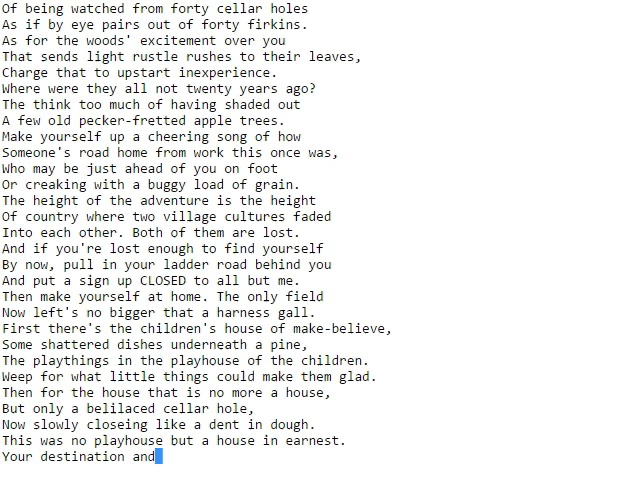 Of being watched from forty cellar holes
As if by eye pairs out of forty firkins.
As for the woods' excitement over you
That sends light rustle rushes to their leaves,
Charge that to upstart inexperience.
Where were they all not twenty years ago?
The think too much of having shaded out
A few old pecker-fretted apple trees.
Make yourself up a cheering song of how
Someone's road home from work this once was,
Who may be just ahead of you on foot
Or creaking with a buggy load of grain.
The height of the adventure is the height
Of country where two village cultures faded
Into each other. Both of them are lost.
And if you're lost enough to find yourself
By now, pull in your ladder road behind you
And put a sign up CLOSED to all but me.
Then make yourself at home. The only field
Now left's no bigger that a harness gall.
First there's the children's house of make-believe,
Some shattered dishes underneath a pine,
The playthings in the playhouse of the children.
Weep for what little things could make them glad.
Then for the house that is no more a house,
But only a belilaced cellar hole,
Now slowly closeing like a dent in dough.
This was no playhouse but a house in earnest.
Your destination and